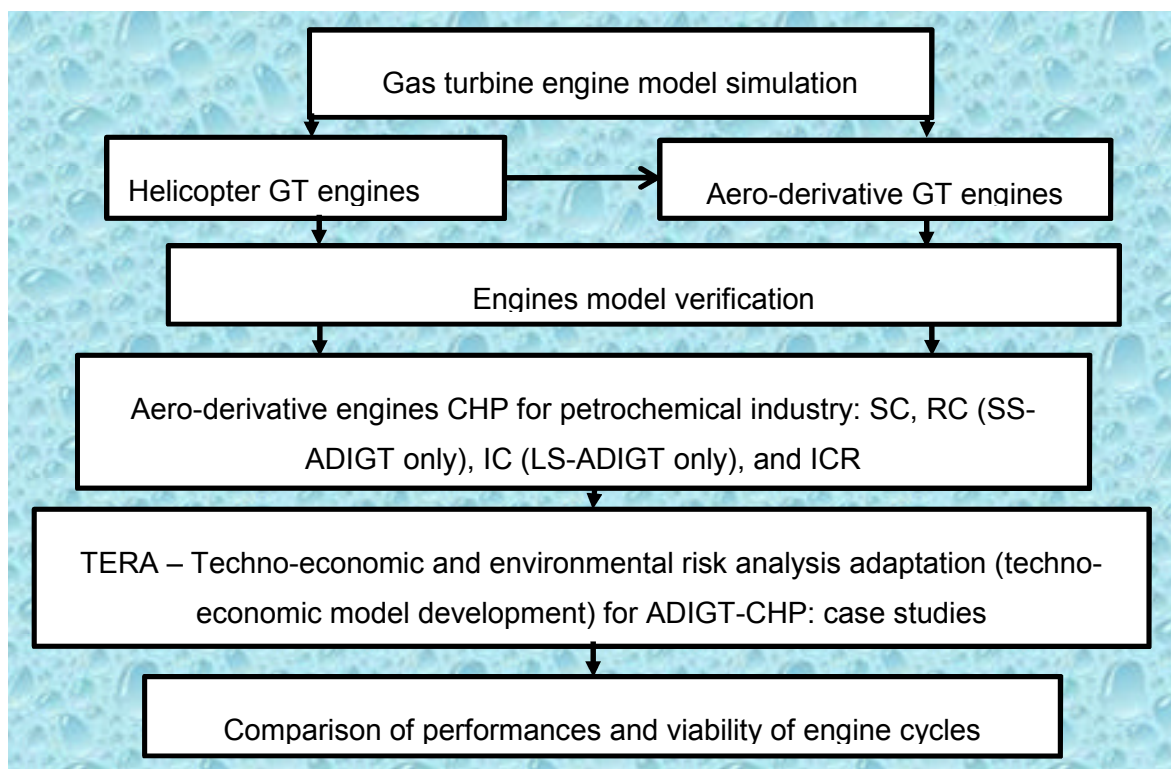 Gas turbine engine model simulation
Helicopter GT engines
Aero-derivative GT engines
Engines model verification
Aero-derivative engines CHP for petrochemical industry: SC, RC (SS-
ADIGT only), IC (LS-ADIGT only), and ICR
TERA – Techno-economic and environmental risk analysis adaptation (techno-
economic model development) for ADIGT-CHP: case studies
Comparison of performances and viability of engine cycles